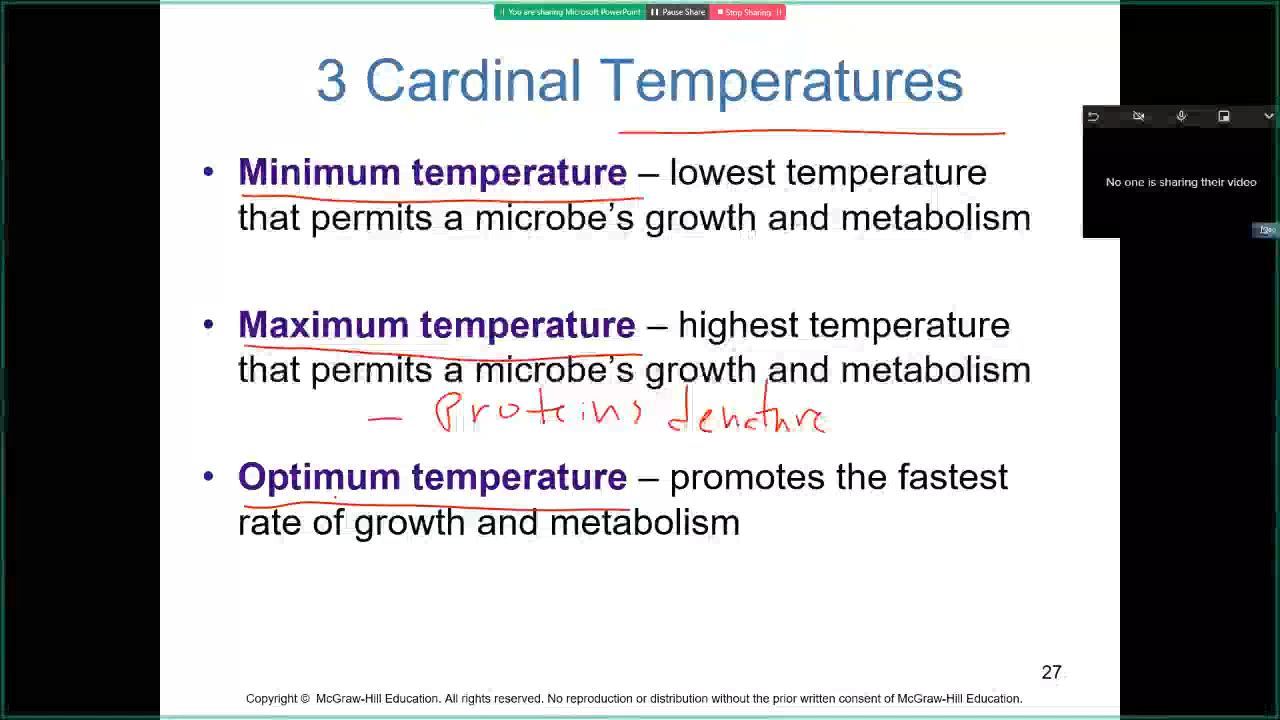 You are sharing Microsoft PowerPoint Pause Share Stop Sharing
3 Cardinal Temperatures
No one is sharing their video
• Minimum temperature – lowest temperature
that permits a microbe's growth and metabolism
• Maximum temperature – highest temperature
that permits a microbe's growth and metabolism
– Proteins denature
• Optimum temperature – promotes the fastest
rate of growth and metabolism
27
Copyright © McGraw-Hill Education. All rights reserved. No reproduction or distribution without the prior written consent of McGraw-Hill Education.